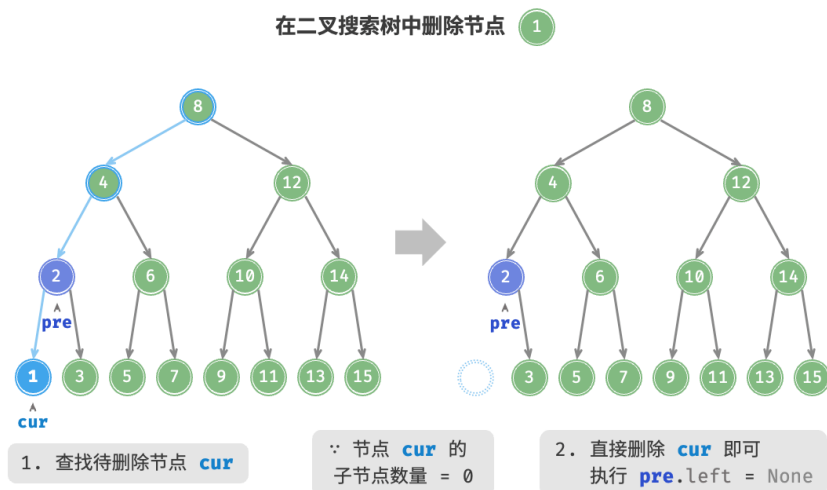 在二叉搜索树中删除节点 1
8 8
4 12 4 12
2 6 10 14 2 6 10 14
pre pre
1 3 5 7 9 11 13 15 3 5 7 9 11 13 15
cur
1. 查找待删除节点 cur
∵ 节点 cur 的
子节点数量 = 0
2. 直接删除 cur 即可
执行 pre.left = None